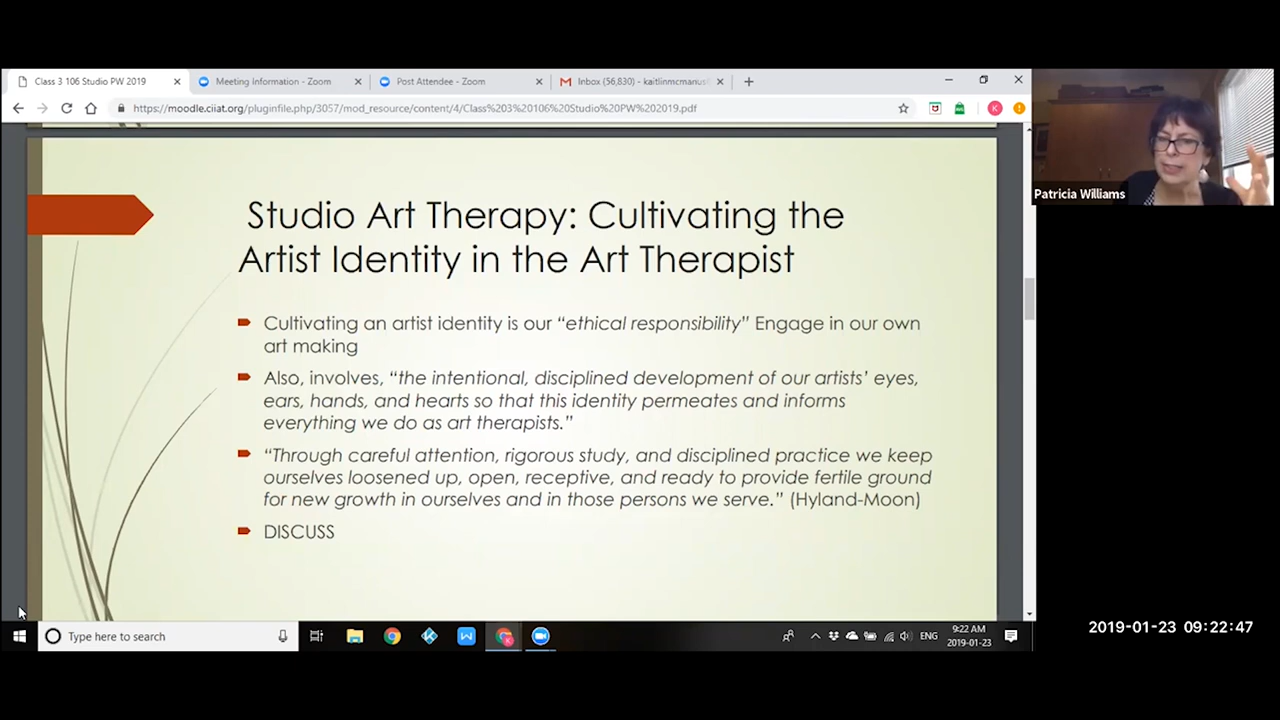 Class 3 106 Studio PW 2019
Meeting Information - Zoom
Post Attendee - Zoom
Inbox (56,830) - kaitlinmcmanus
https://moodle.ciiat.org/pluginfile.php/3057/mod_resource/content/4/Class%203%20106%20Studio%20PW%202019.pdf
K
Patricia Williams
Studio Art Therapy: Cultivating the
Artist Identity in the Art Therapist
Cultivating an artist identity is our “ethical responsibility” Engage in our own
art making
Also, involves, “the intentional, disciplined development of our artists’ eyes,
ears, hands, and hearts so that this identity permeates and informs
everything we do as art therapists.”
“Through careful attention, rigorous study, and disciplined practice we keep
ourselves loosened up, open, receptive, and ready to provide fertile ground
for new growth in ourselves and in those persons we serve.” (Hyland-Moon)
DISCUSS
Type here to search
ENG
9:22 AM
2019-01-23
2019-01-23 09:22:47